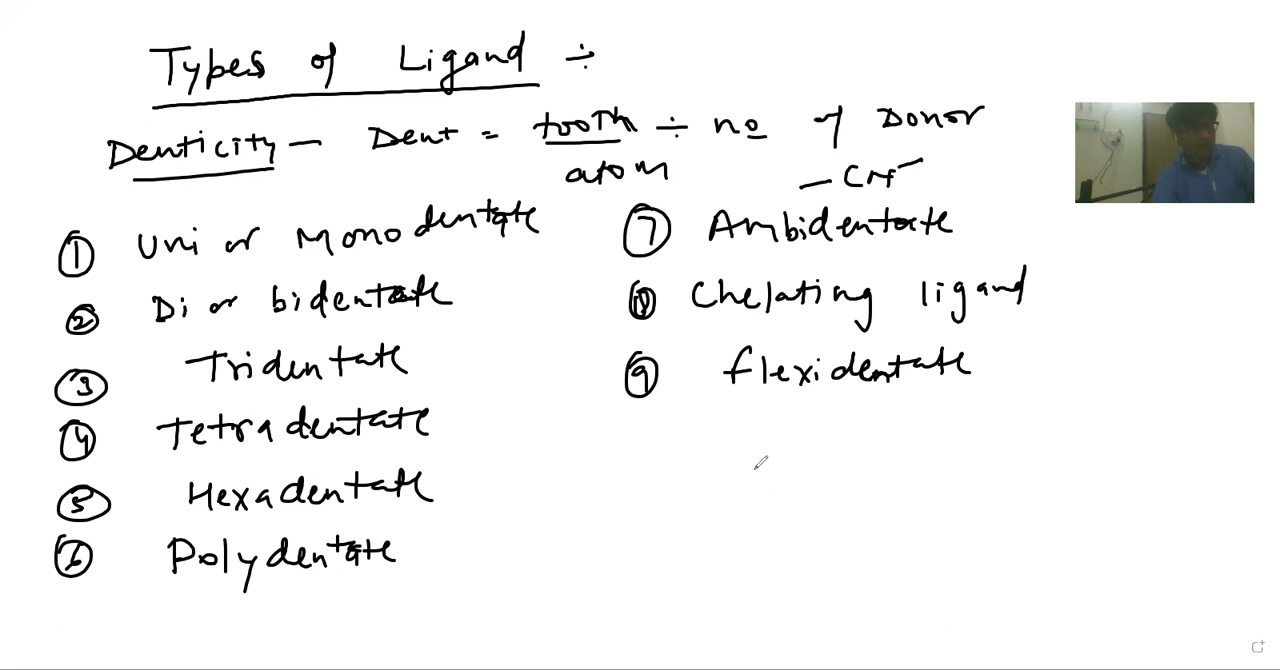 Types of Ligand ÷
Denticity - Dent = tooth ÷ no of Donor
atom
- CN -
① Uni or Monodentate
② Di or bidentate
③ Tridentate
④ Tetradentate
⑤ Hexadentate
⑥ Polydentate
⑦ Ambidentate
Chelating ligand
⑨ flexidentate